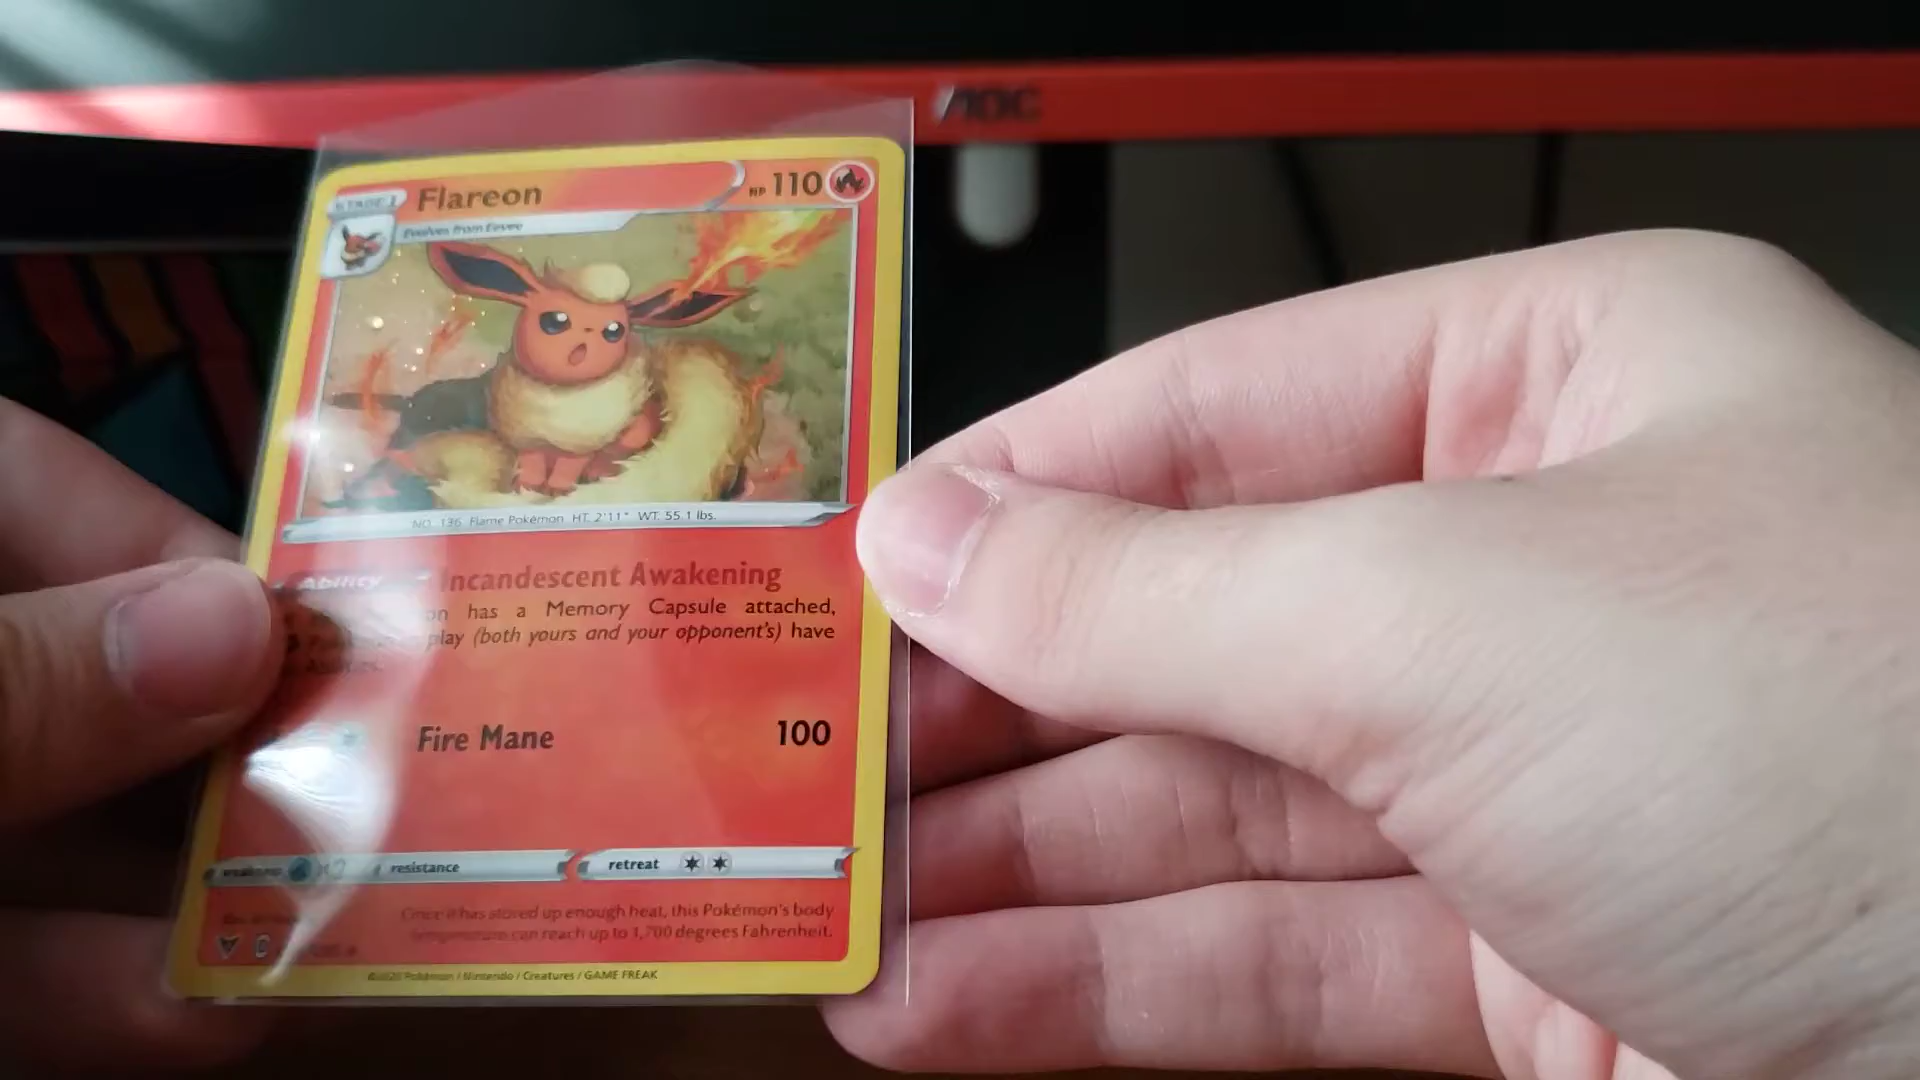 AOC
STAGE 1 Flareon HP 110
Evolves from Eevee
NO. 136 Flame Pokémon HT. 2'11" WT. 55.1 lbs.
Ability Incandescent Awakening
has a Memory Capsule attached,
play (both yours and your opponent's) have
Fire Mane 100
weakness resistance retreat
Once it has stored up enough heat, this Pokémon's body
temperature can reach up to 1,700 degrees Fahrenheit.
©2020 Pokémon / Nintendo / Creatures / GAME FREAK